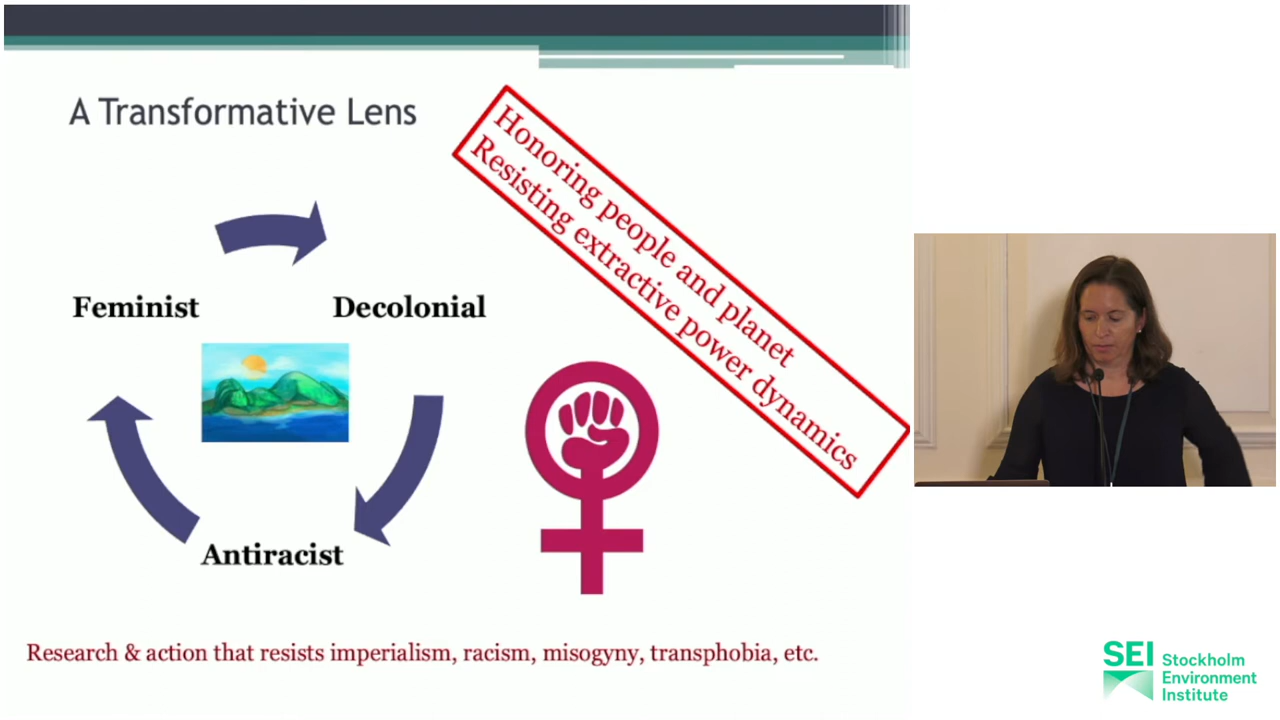 A Transformative Lens
Honoring people and planet
Resisting extractive power dynamics
Feminist
Decolonial
Antiracist
Research & action that resists imperialism, racism, misogyny, transphobia, etc.
SEI Stockholm
Environment
Institute